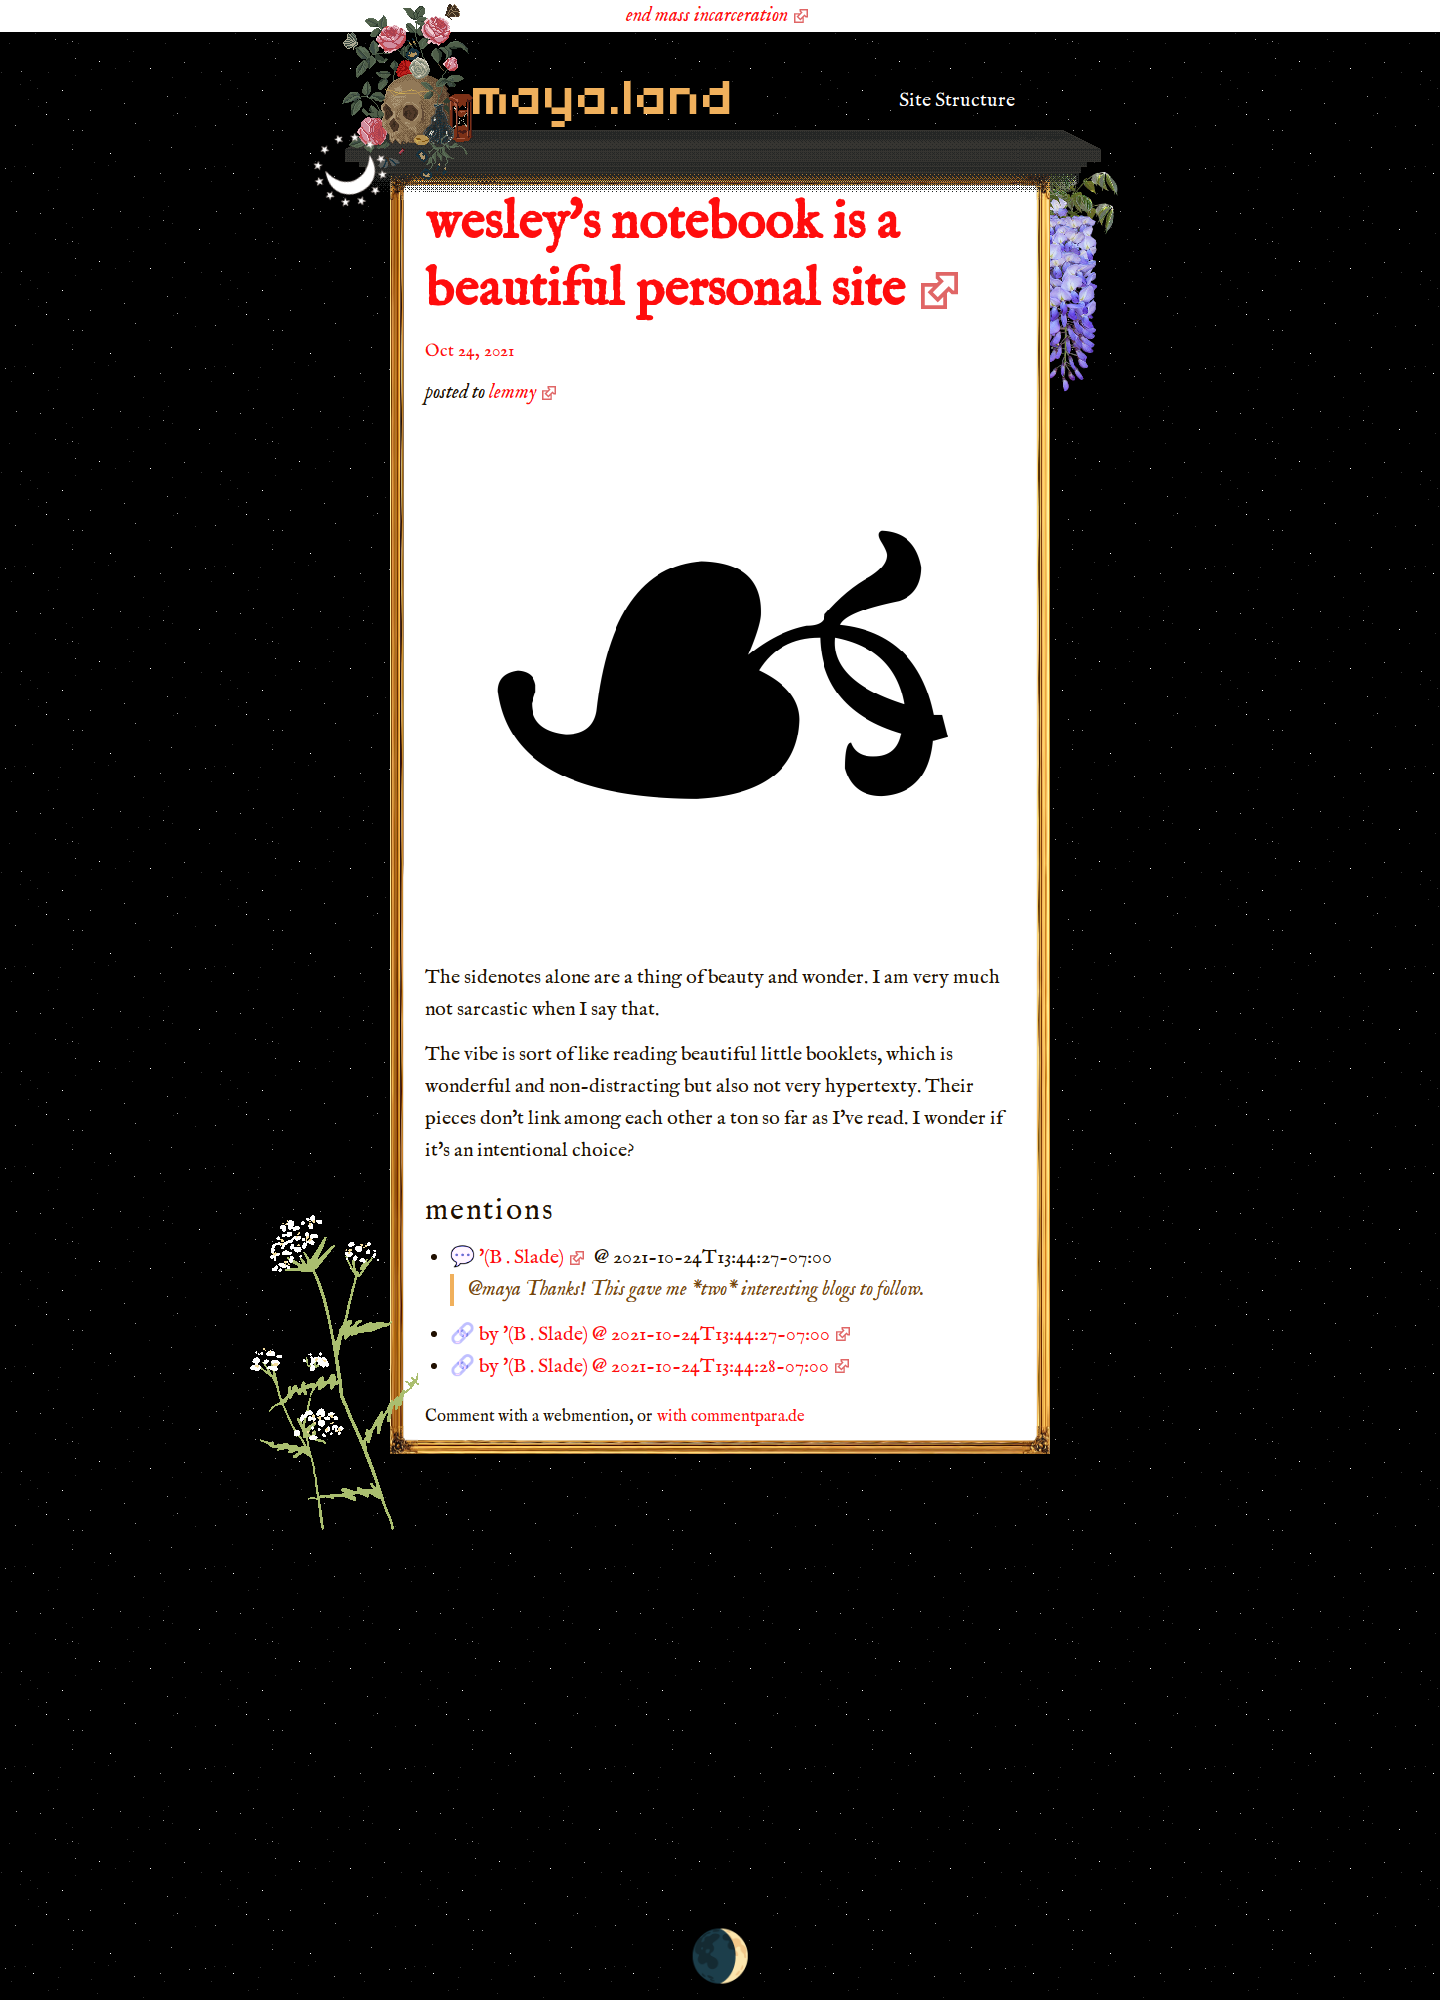 end mass incarceration
maya.land
Site Structure
wesley’s notebook is a
beautiful personal site
Oct 24, 2021
posted to lemmy
The sidenotes alone are a thing of beauty and wonder. I am very much
not sarcastic when I say that.
The vibe is sort of like reading beautiful little booklets, which is
wonderful and non-distracting but also not very hypertexty. Their
pieces don’t link among each other a ton so far as I’ve read. I wonder if
it’s an intentional choice?
mentions
💬 ’(B . Slade) @ 2021-10-24T13:44:27-07:00
@maya Thanks! This gave me *two* interesting blogs to follow.
🔗 by ’(B . Slade) @ 2021-10-24T13:44:27-07:00
🔗 by ’(B . Slade) @ 2021-10-24T13:44:28-07:00
Comment with a webmention, or with commentpara.de